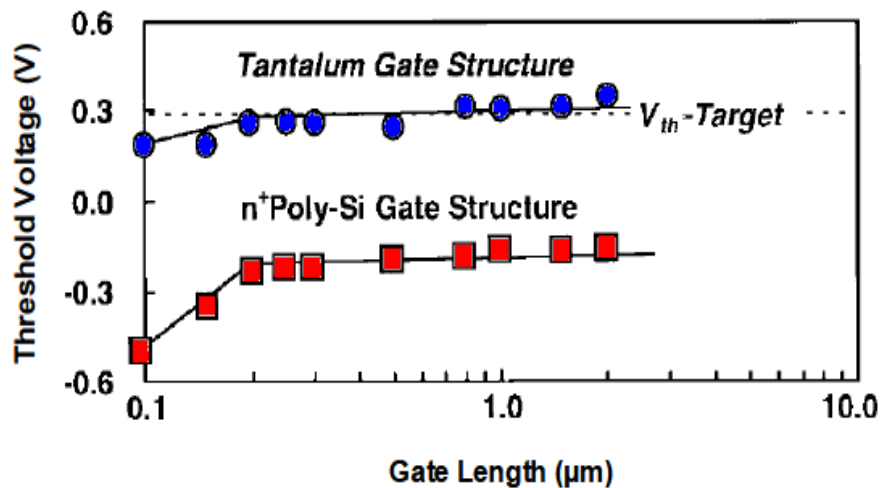 0.6
Tantalum Gate Structure
0.3
V_th-Target
0.0
n⁺Poly-Si Gate Structure
-0.3
-0.6
0.1
1.0
10.0
Threshold Voltage (V)
Gate Length (µm)